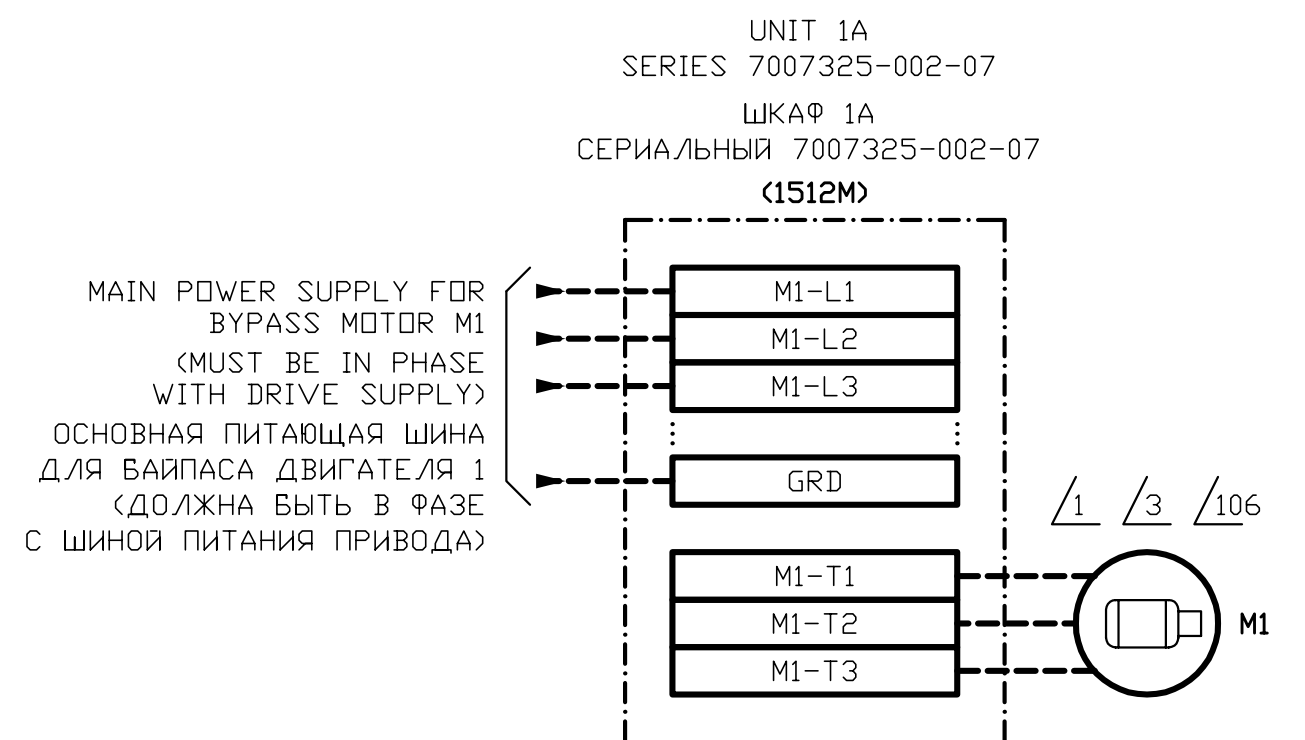 UNIT 1A
SERIES 7007325-002-07
ШКАФ 1А
СЕРИАЛЬНЫЙ 7007325-002-07
(1512M)
MAIN POWER SUPPLY FOR
BYPASS MOTOR M1
(MUST BE IN PHASE
WITH DRIVE SUPPLY)
ОСНОВНАЯ ПИТАЮЩАЯ ШИНА
ДЛЯ БАЙПАСА ДВИГАТЕЛЯ 1
(ДОЛЖНА БЫТЬ В ФАЗЕ
С ШИНОЙ ПИТАНИЯ ПРИВОДА)
M1-L1
M1-L2
M1-L3
GRD
1 3 106
M1-T1
M1-T2
M1-T3
M1